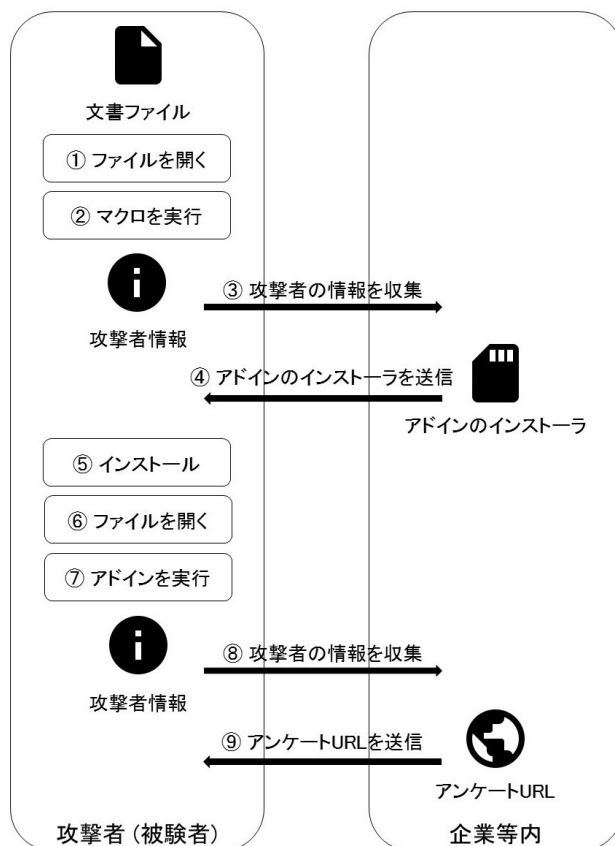 文書ファイル
① ファイルを開く
② マクロを実行
③ 攻撃者の情報を収集
攻撃者情報
④ アドインのインストーラを送信
アドインのインストーラ
⑤ インストール
⑥ ファイルを開く
⑦ アドインを実行
⑧ 攻撃者の情報を収集
攻撃者情報
⑨ アンケートURLを送信
アンケートURL
攻撃者 (被験者)
企業等内